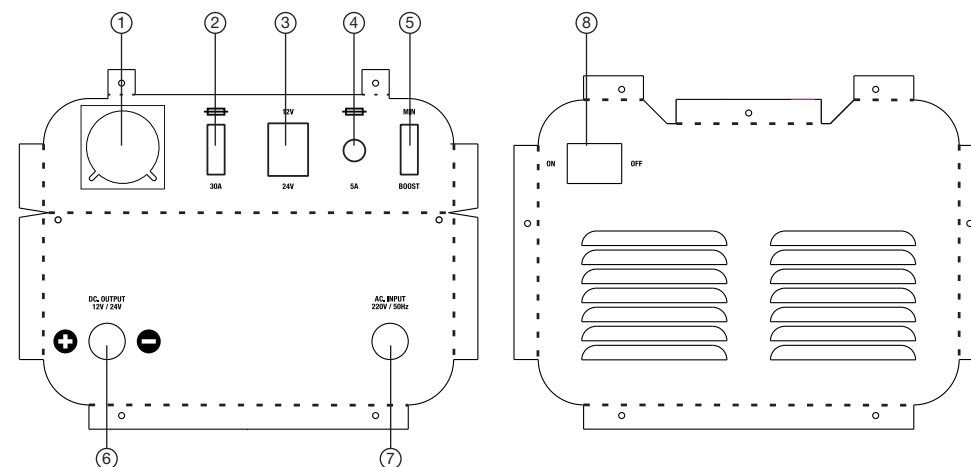 1 2 3 4 5 8
12V MIN
30A 24V 5A BOOST
ON OFF
DC. OUTPUT
12V / 24V
AC. INPUT
220V / 50Hz
+ −
6 7